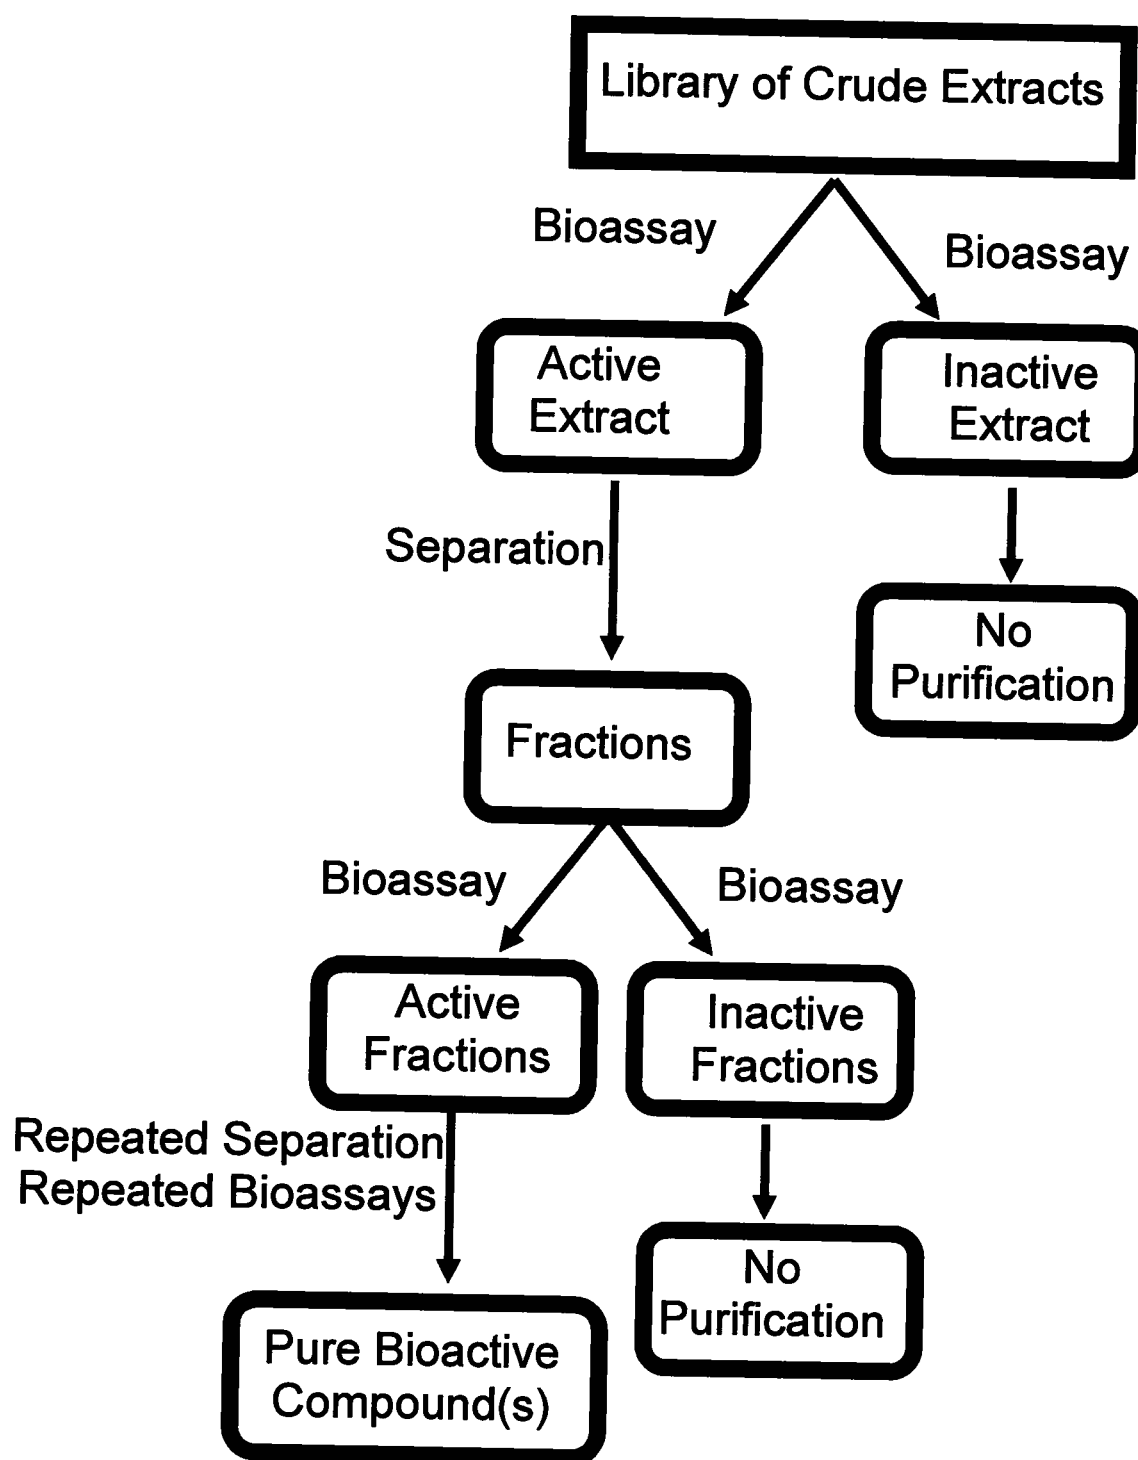 Library of Crude Extracts
Bioassay
Bioassay
Active
Extract
Inactive
Extract
Separation
No
Purification
Fractions
Bioassay
Bioassay
Active
Fractions
Inactive
Fractions
Repeated Separation
Repeated Bioassays
No
Purification
Pure Bioactive
Compound(s)